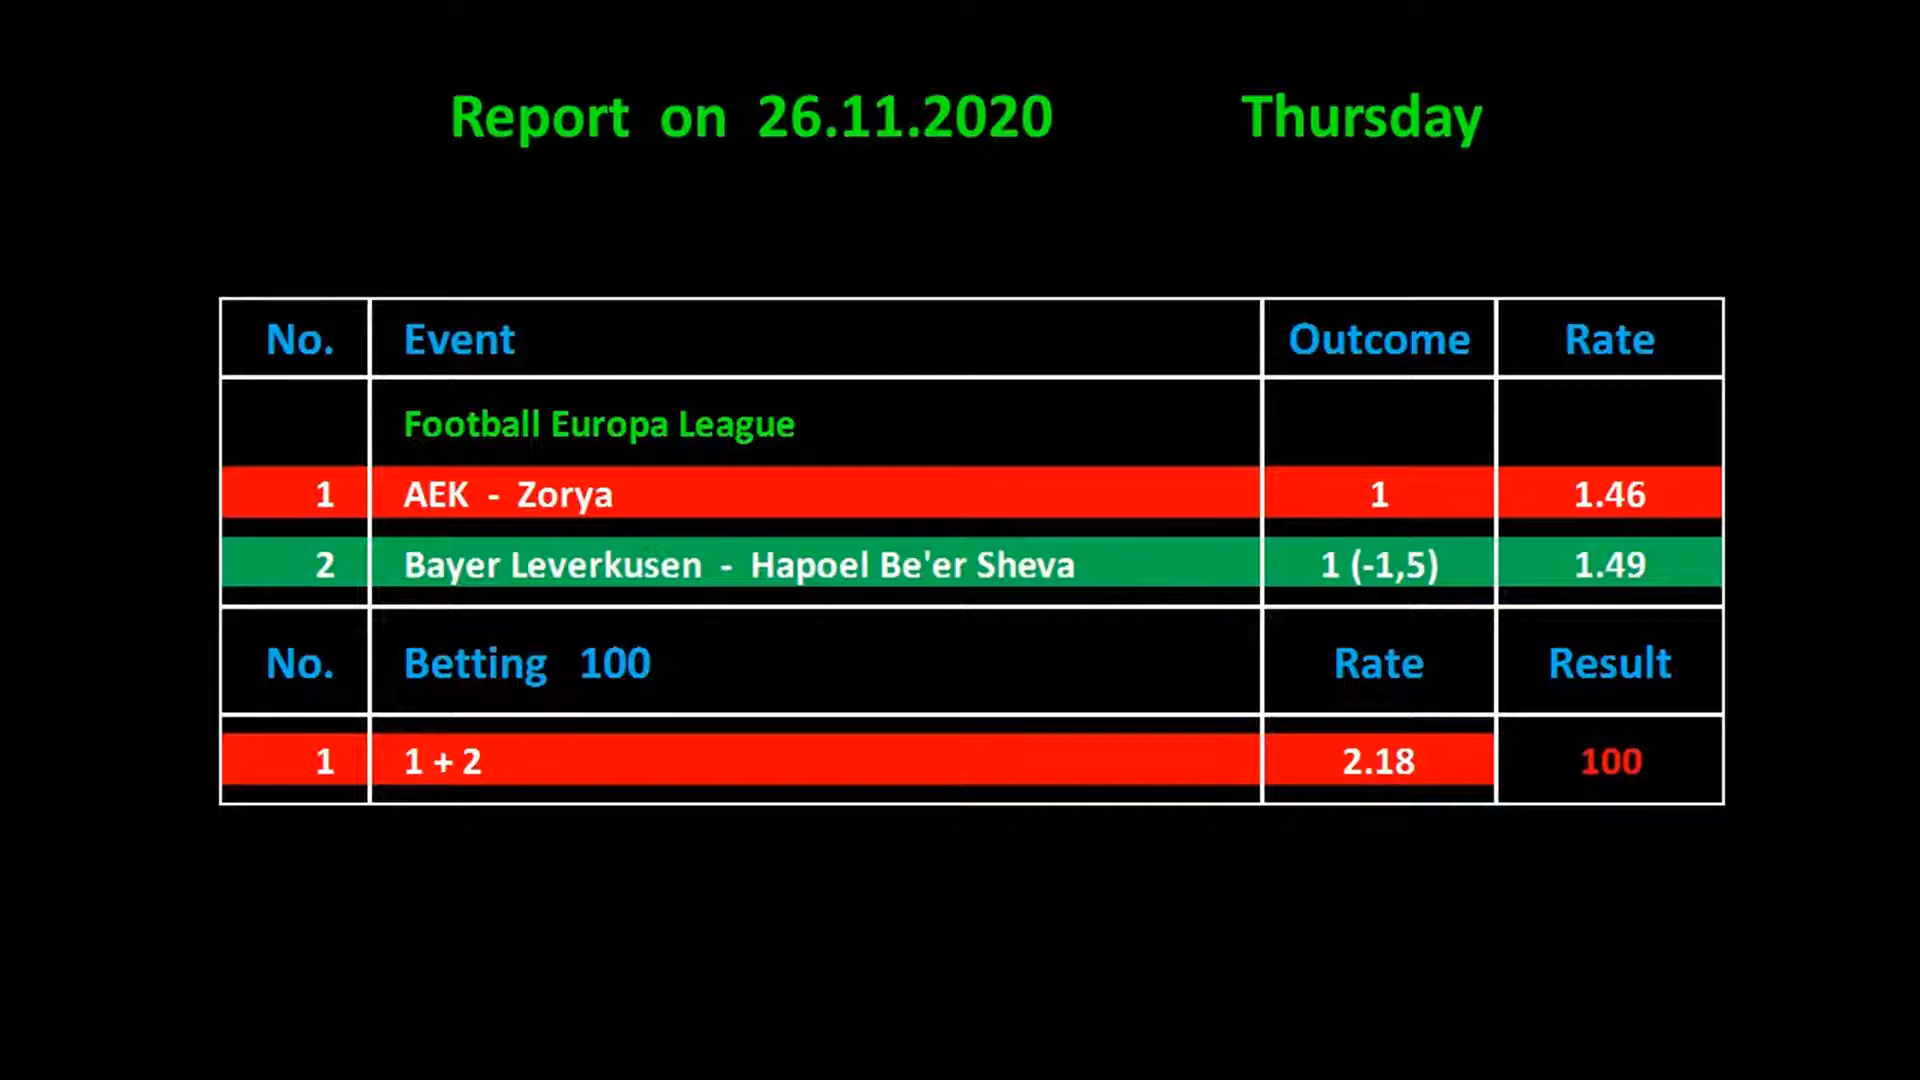 Report on 26.11.2020 Thursday
No. Event Outcome Rate
Football Europa League
1 AEK - Zorya 1 1.46
2 Bayer Leverkusen - Hapoel Be'er Sheva 1 (-1,5) 1.49
No. Betting 100 Rate Result
1 1 + 2 2.18 100